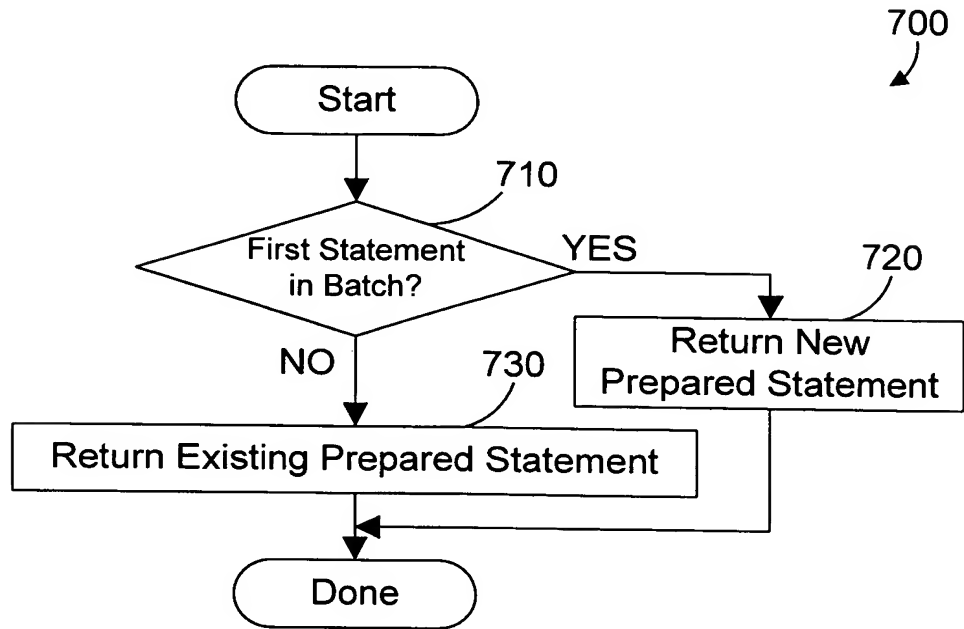 700
Start
710
First Statement
in Batch?
YES
720
Return New
Prepared Statement
NO
730
Return Existing Prepared Statement
Done